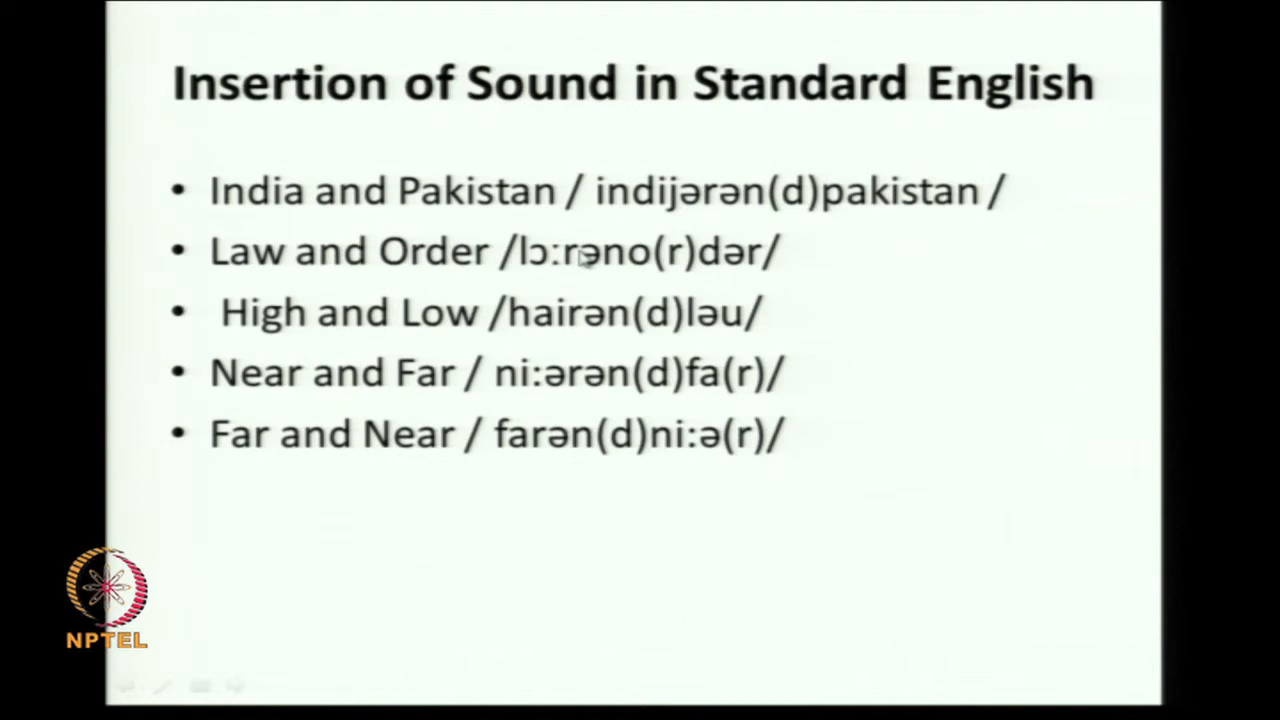 Insertion of Sound in Standard English
• India and Pakistan / indijərən(d)pakistan /
• Law and Order /lɔ:rəno(r)dər/
• High and Low /hairən(d)ləu/
• Near and Far / ni:ərən(d)fa(r)/
• Far and Near / farən(d)ni:ə(r)/
NPTEL